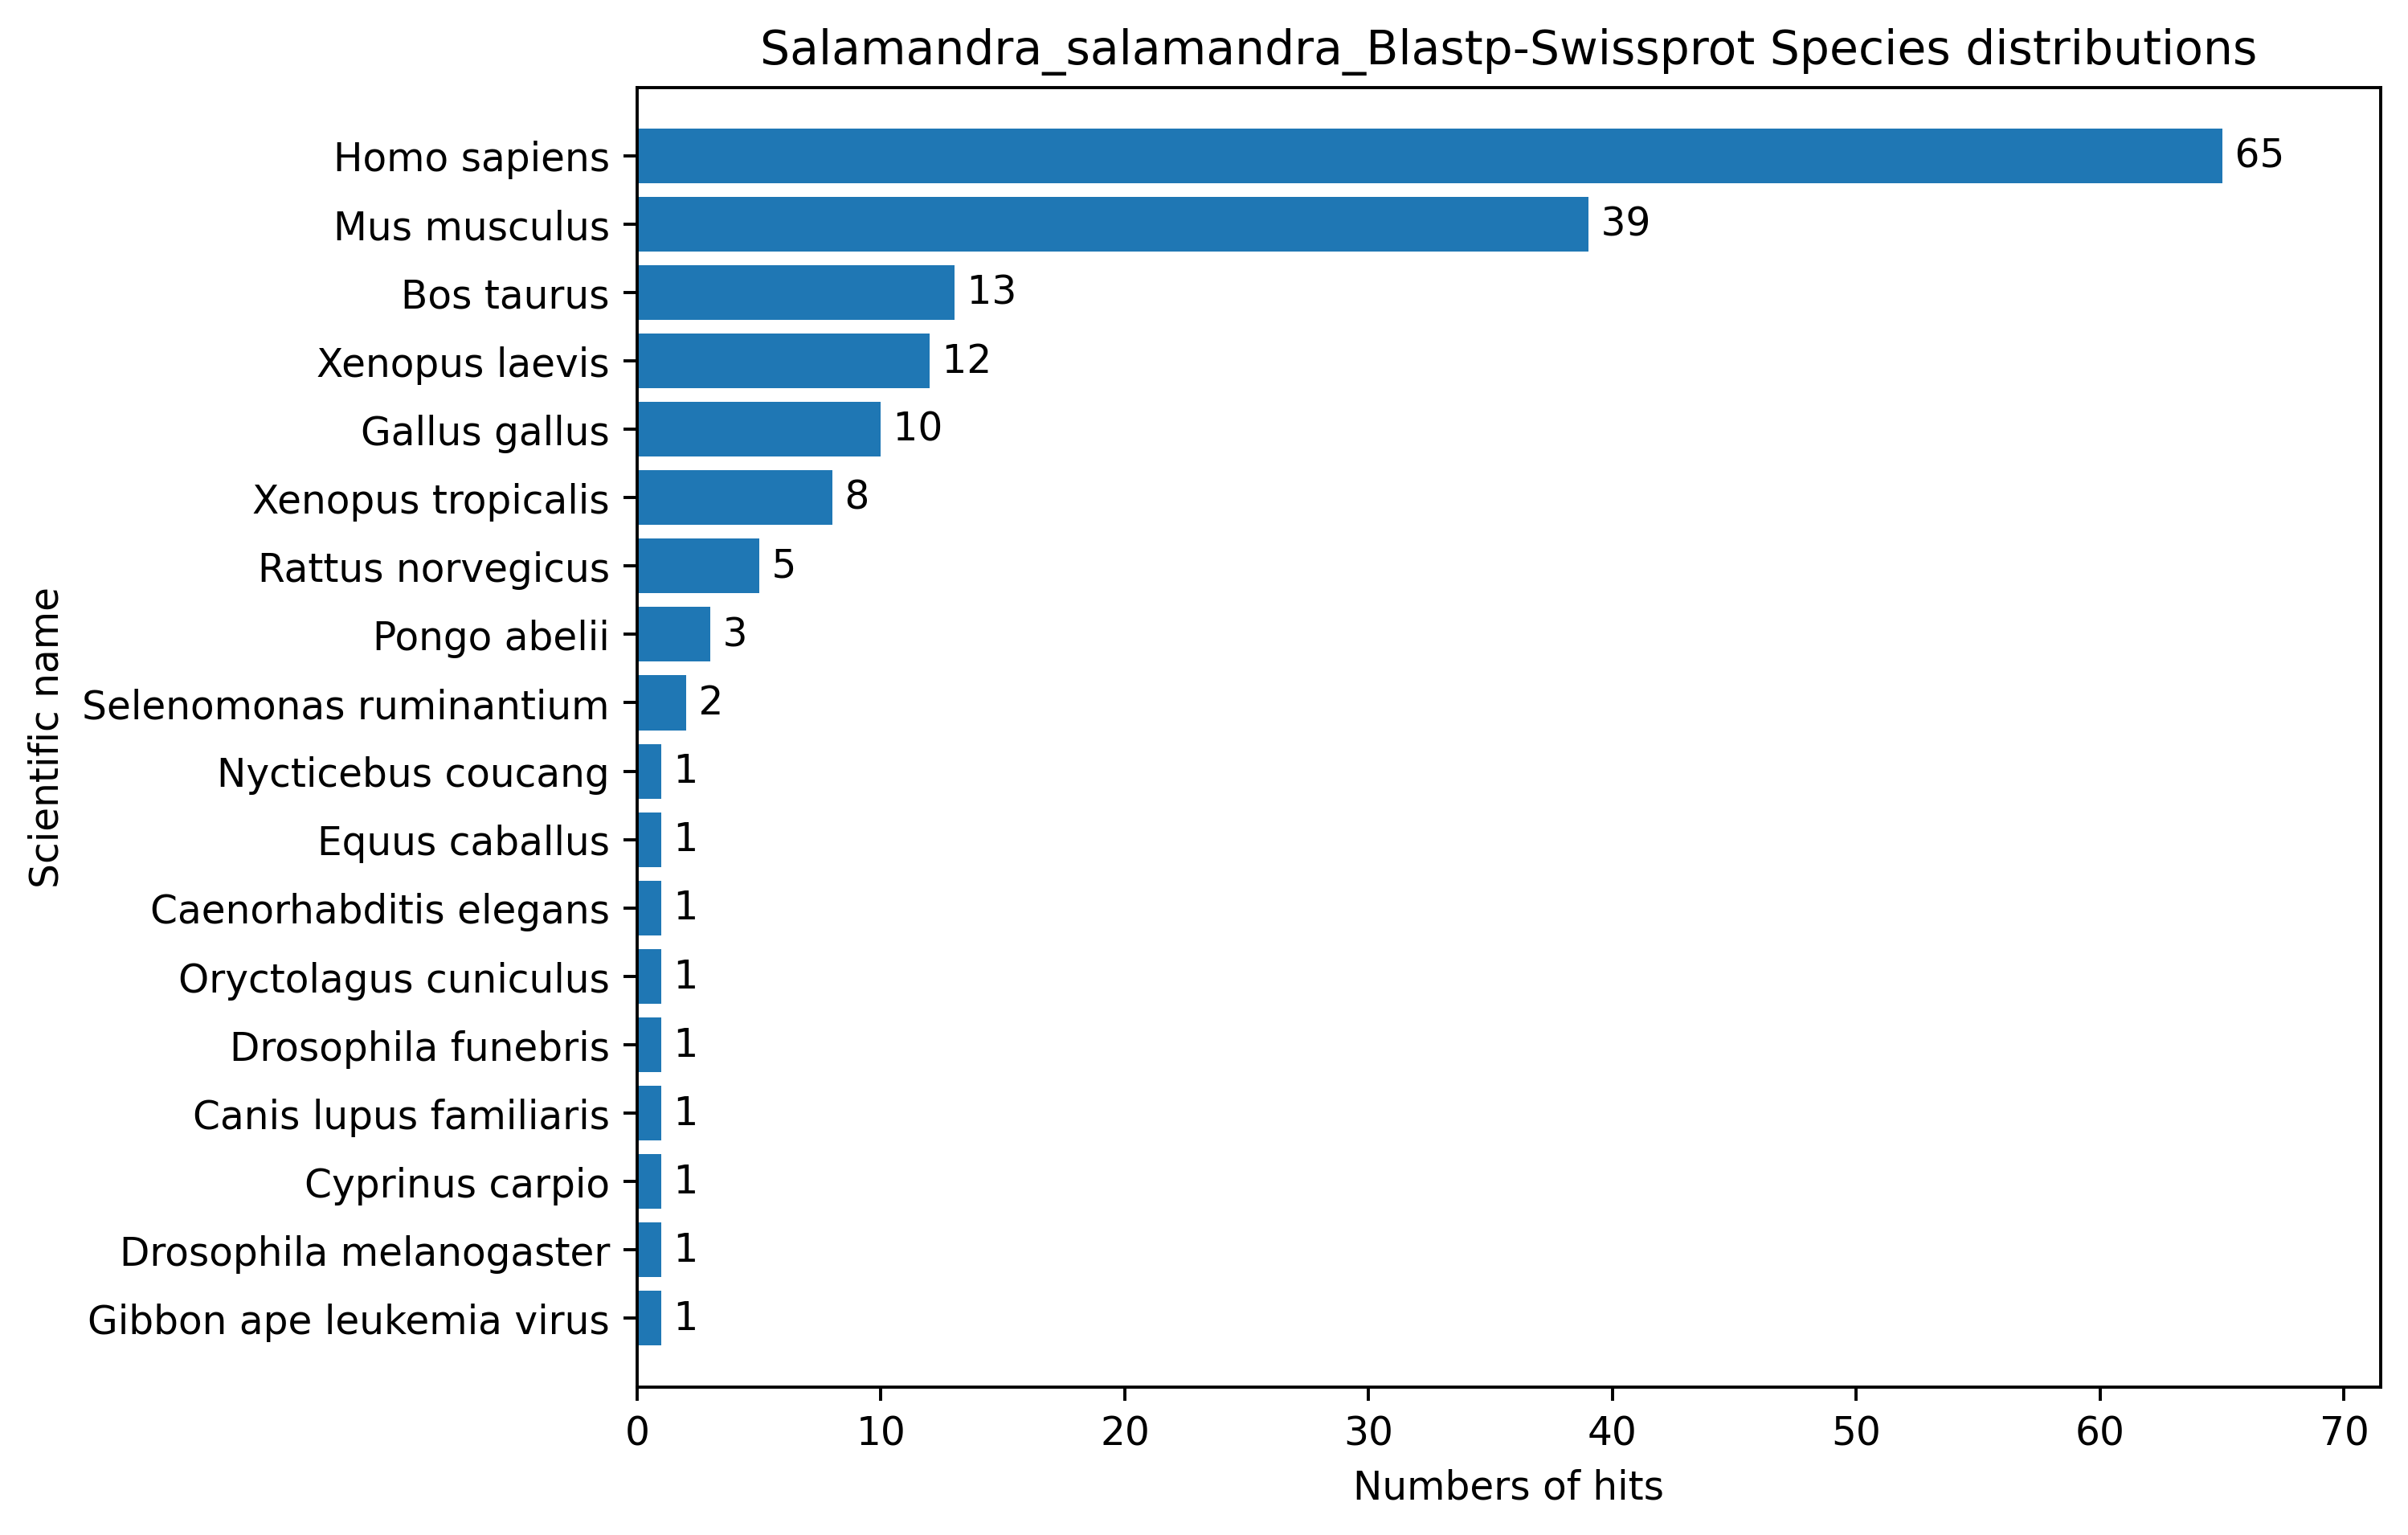 Salamandra_salamandra_Blastp-Swissprot Species distributions
Scientific name
Homo sapiens 65
Mus musculus 39
Bos taurus 13
Xenopus laevis 12
Gallus gallus 10
Xenopus tropicalis 8
Rattus norvegicus 5
Pongo abelii 3
Selenomonas ruminantium 2
Nycticebus coucang 1
Equus caballus 1
Caenorhabditis elegans 1
Oryctolagus cuniculus 1
Drosophila funebris 1
Canis lupus familiaris 1
Cyprinus carpio 1
Drosophila melanogaster 1
Gibbon ape leukemia virus 1
0 10 20 30 40 50 60 70
Numbers of hits